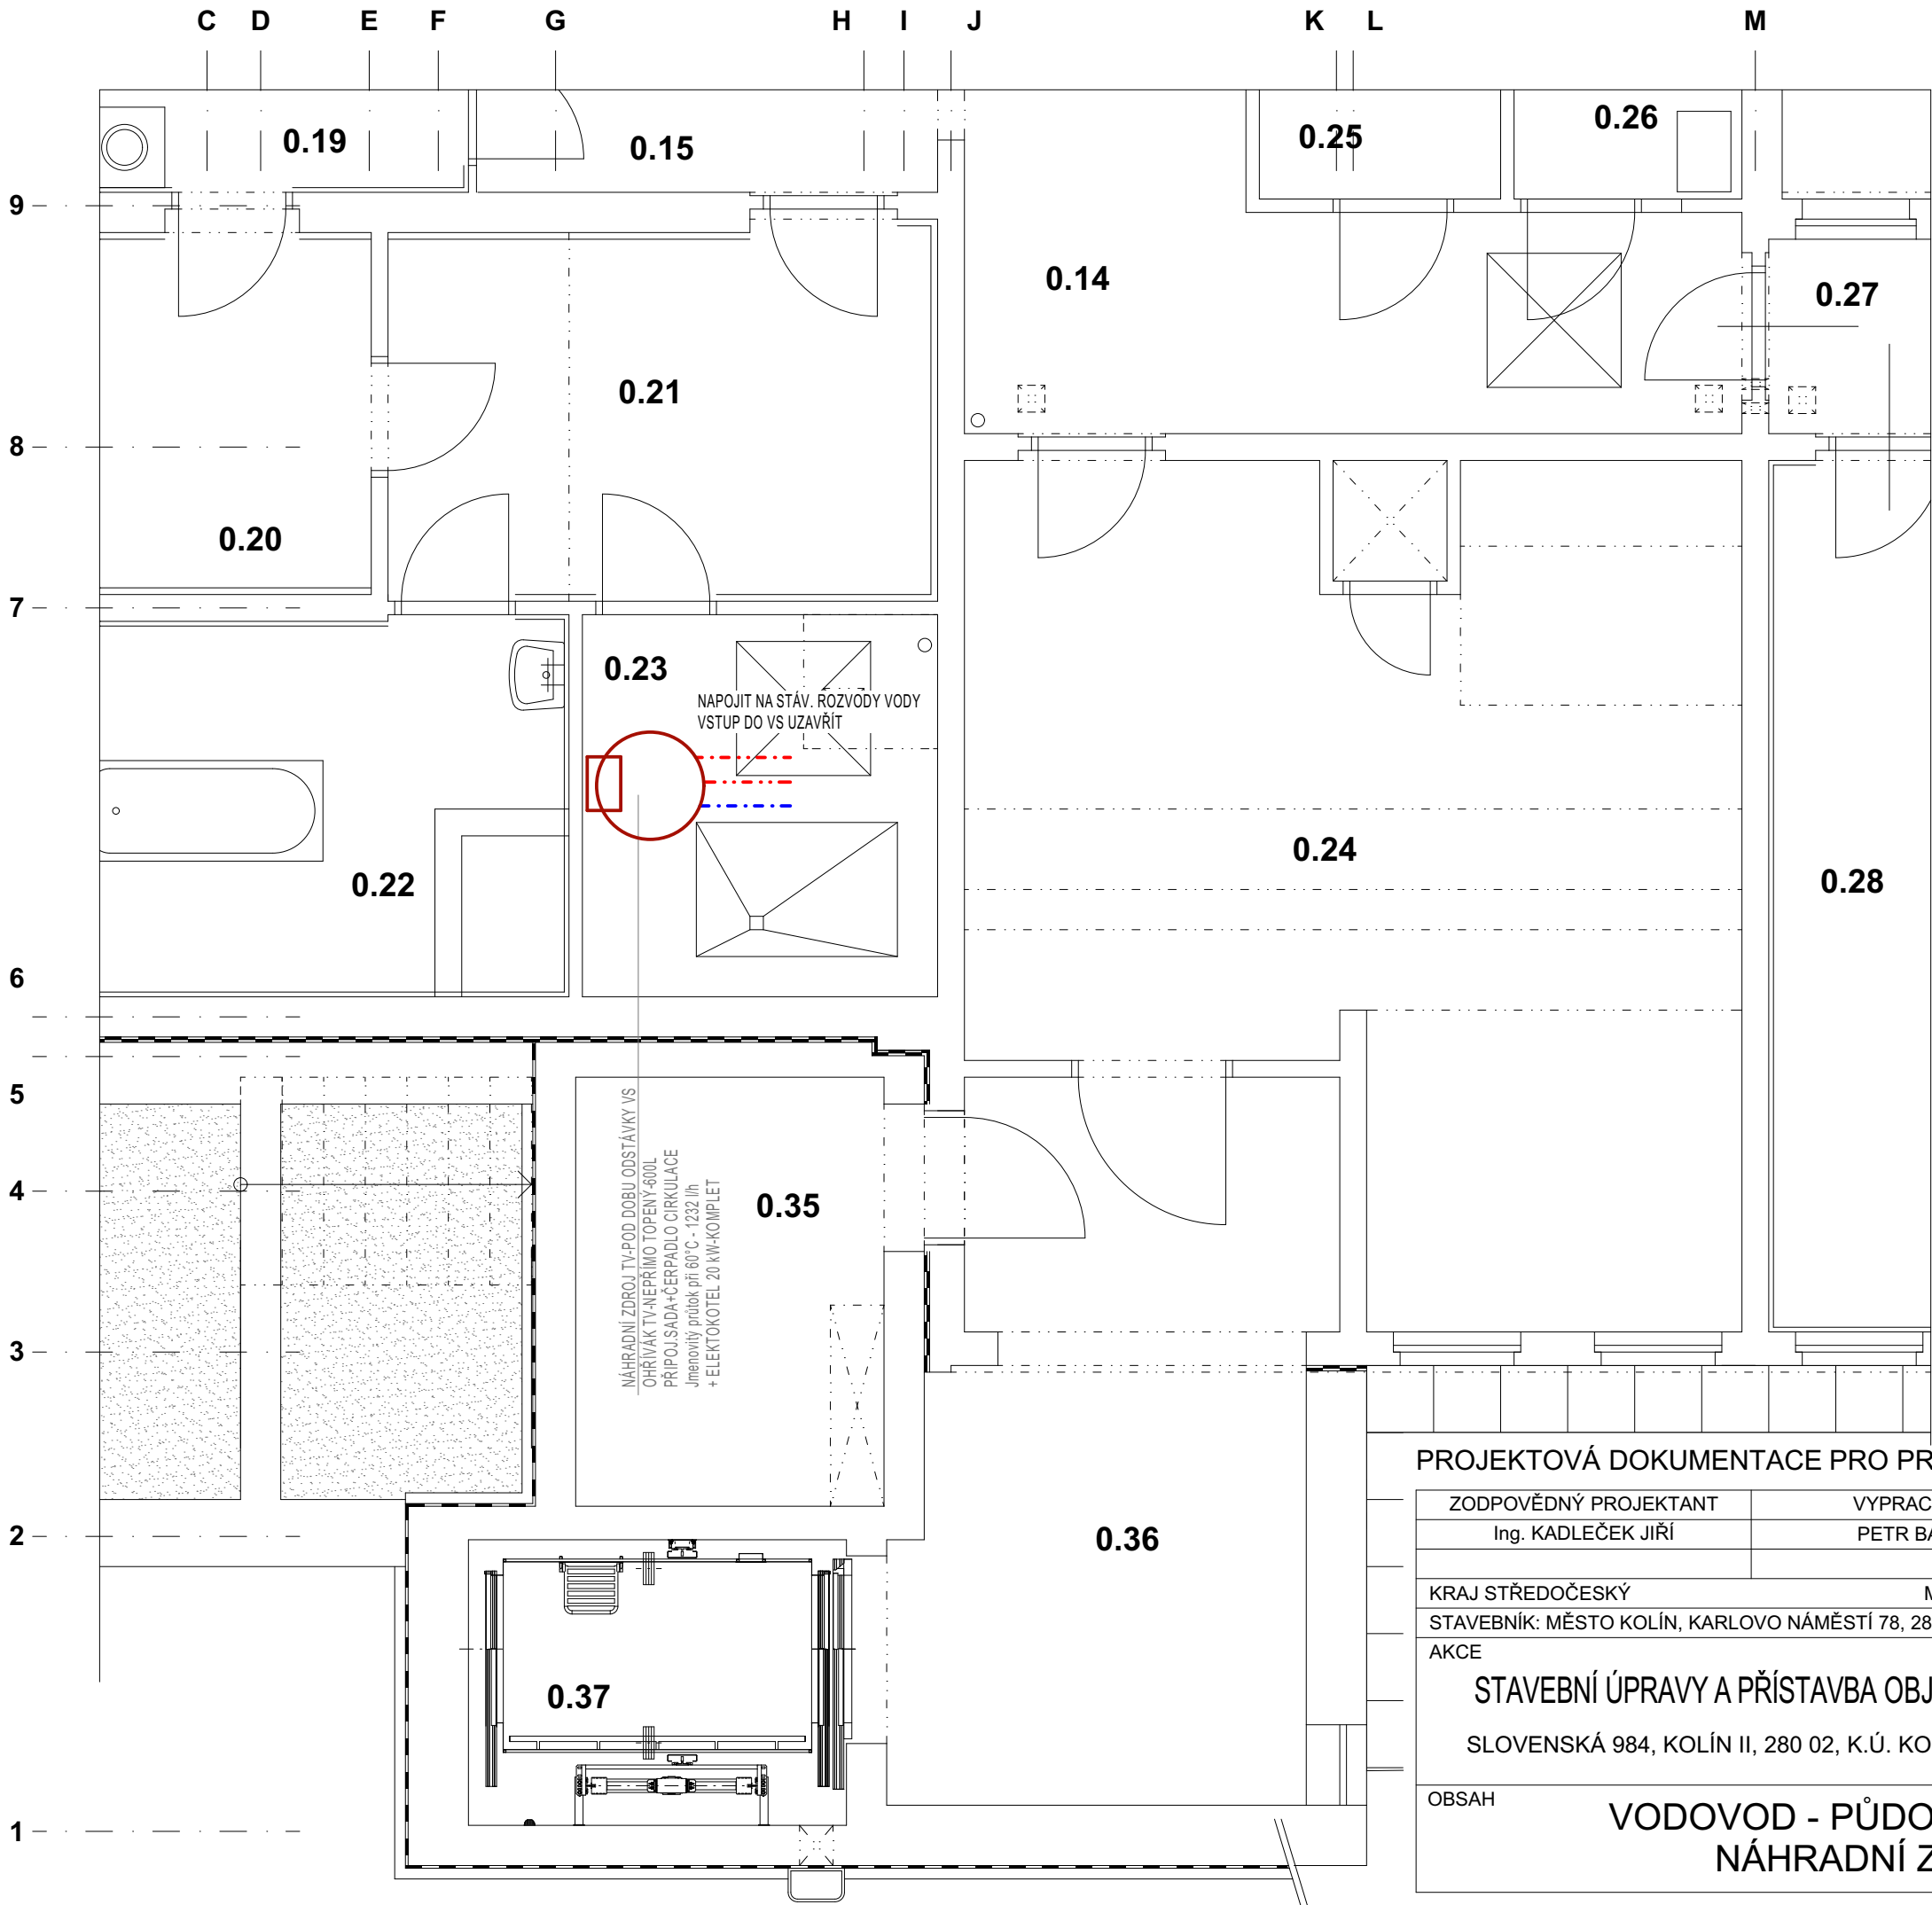 C D E F G H I J K L M
0.19
0.15
0.25
0.26
9
0.14
0.27
0.21
8
0.20
7
0.23
NAPOJIT NA STÁV. ROZVODY VODY
VSTUP DO VS UZAVŘÍT
0.24
0.22
0.28
6
5
NÁHRADNÍ ZDROJ TV-POD DOBU ODSTÁVKY VS
OHŘÍVÁK TV-NEPŘÍMO TOPENÝ-600L
PŘIPOJ.SADA+ČERPADLO CIRKULACE
Jmenovitý průtok při 60°C - 1232 l/h
+ ELEKTOKOTEL 20 kW-KOMPLET
4
0.35
3
PROJEKTOVÁ DOKUMENTACE PRO PR
ZODPOVĚDNÝ PROJEKTANT VYPRAC
2
0.36
Ing. KADLEČEK JIŘÍ PETR BA
KRAJ STŘEDOČESKÝ M
STAVEBNÍK: MĚSTO KOLÍN, KARLOVO NÁMĚSTÍ 78, 28
AKCE
STAVEBNÍ ÚPRAVY A PŘÍSTAVBA OBJ
0.37
SLOVENSKÁ 984, KOLÍN II, 280 02, K.Ú. KO
OBSAH
VODOVOD - PŮDO
1
NÁHRADNÍ Z